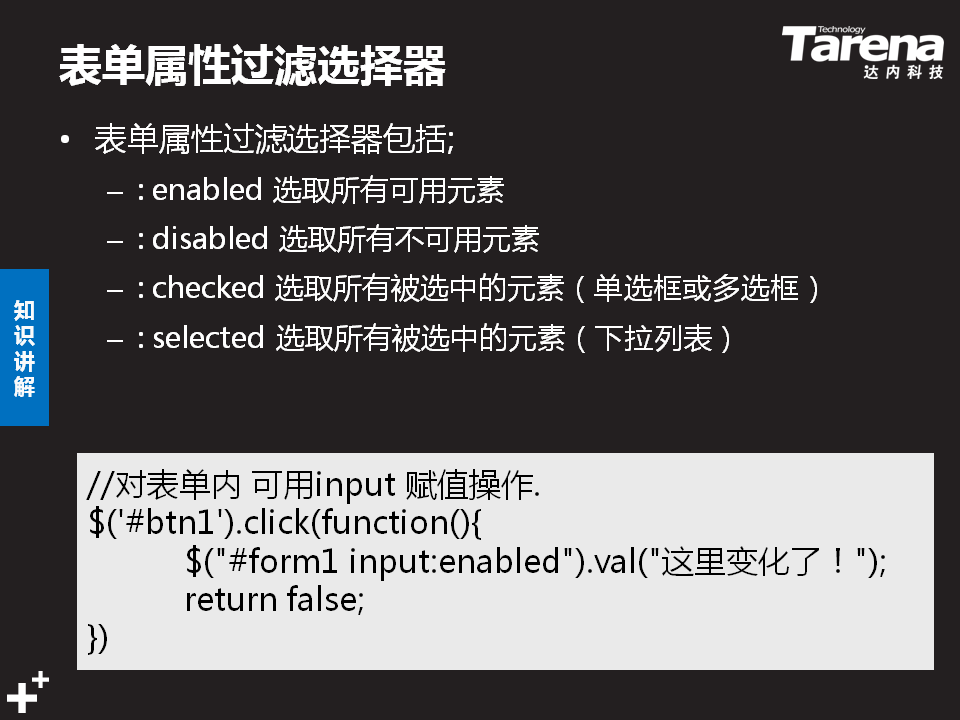 表单属性过滤选择器
Technology
Tarena
达内科技
• 表单属性过滤选择器包括;
– : enabled 选取所有可用元素
– : disabled 选取所有不可用元素
– : checked 选取所有被选中的元素（单选框或多选框）
– : selected 选取所有被选中的元素（下拉列表）
知
识
讲
解
//对表单内 可用input 赋值操作.
$('#btn1').click(function(){
$("#form1 input:enabled").val("这里变化了！");
return false;
})